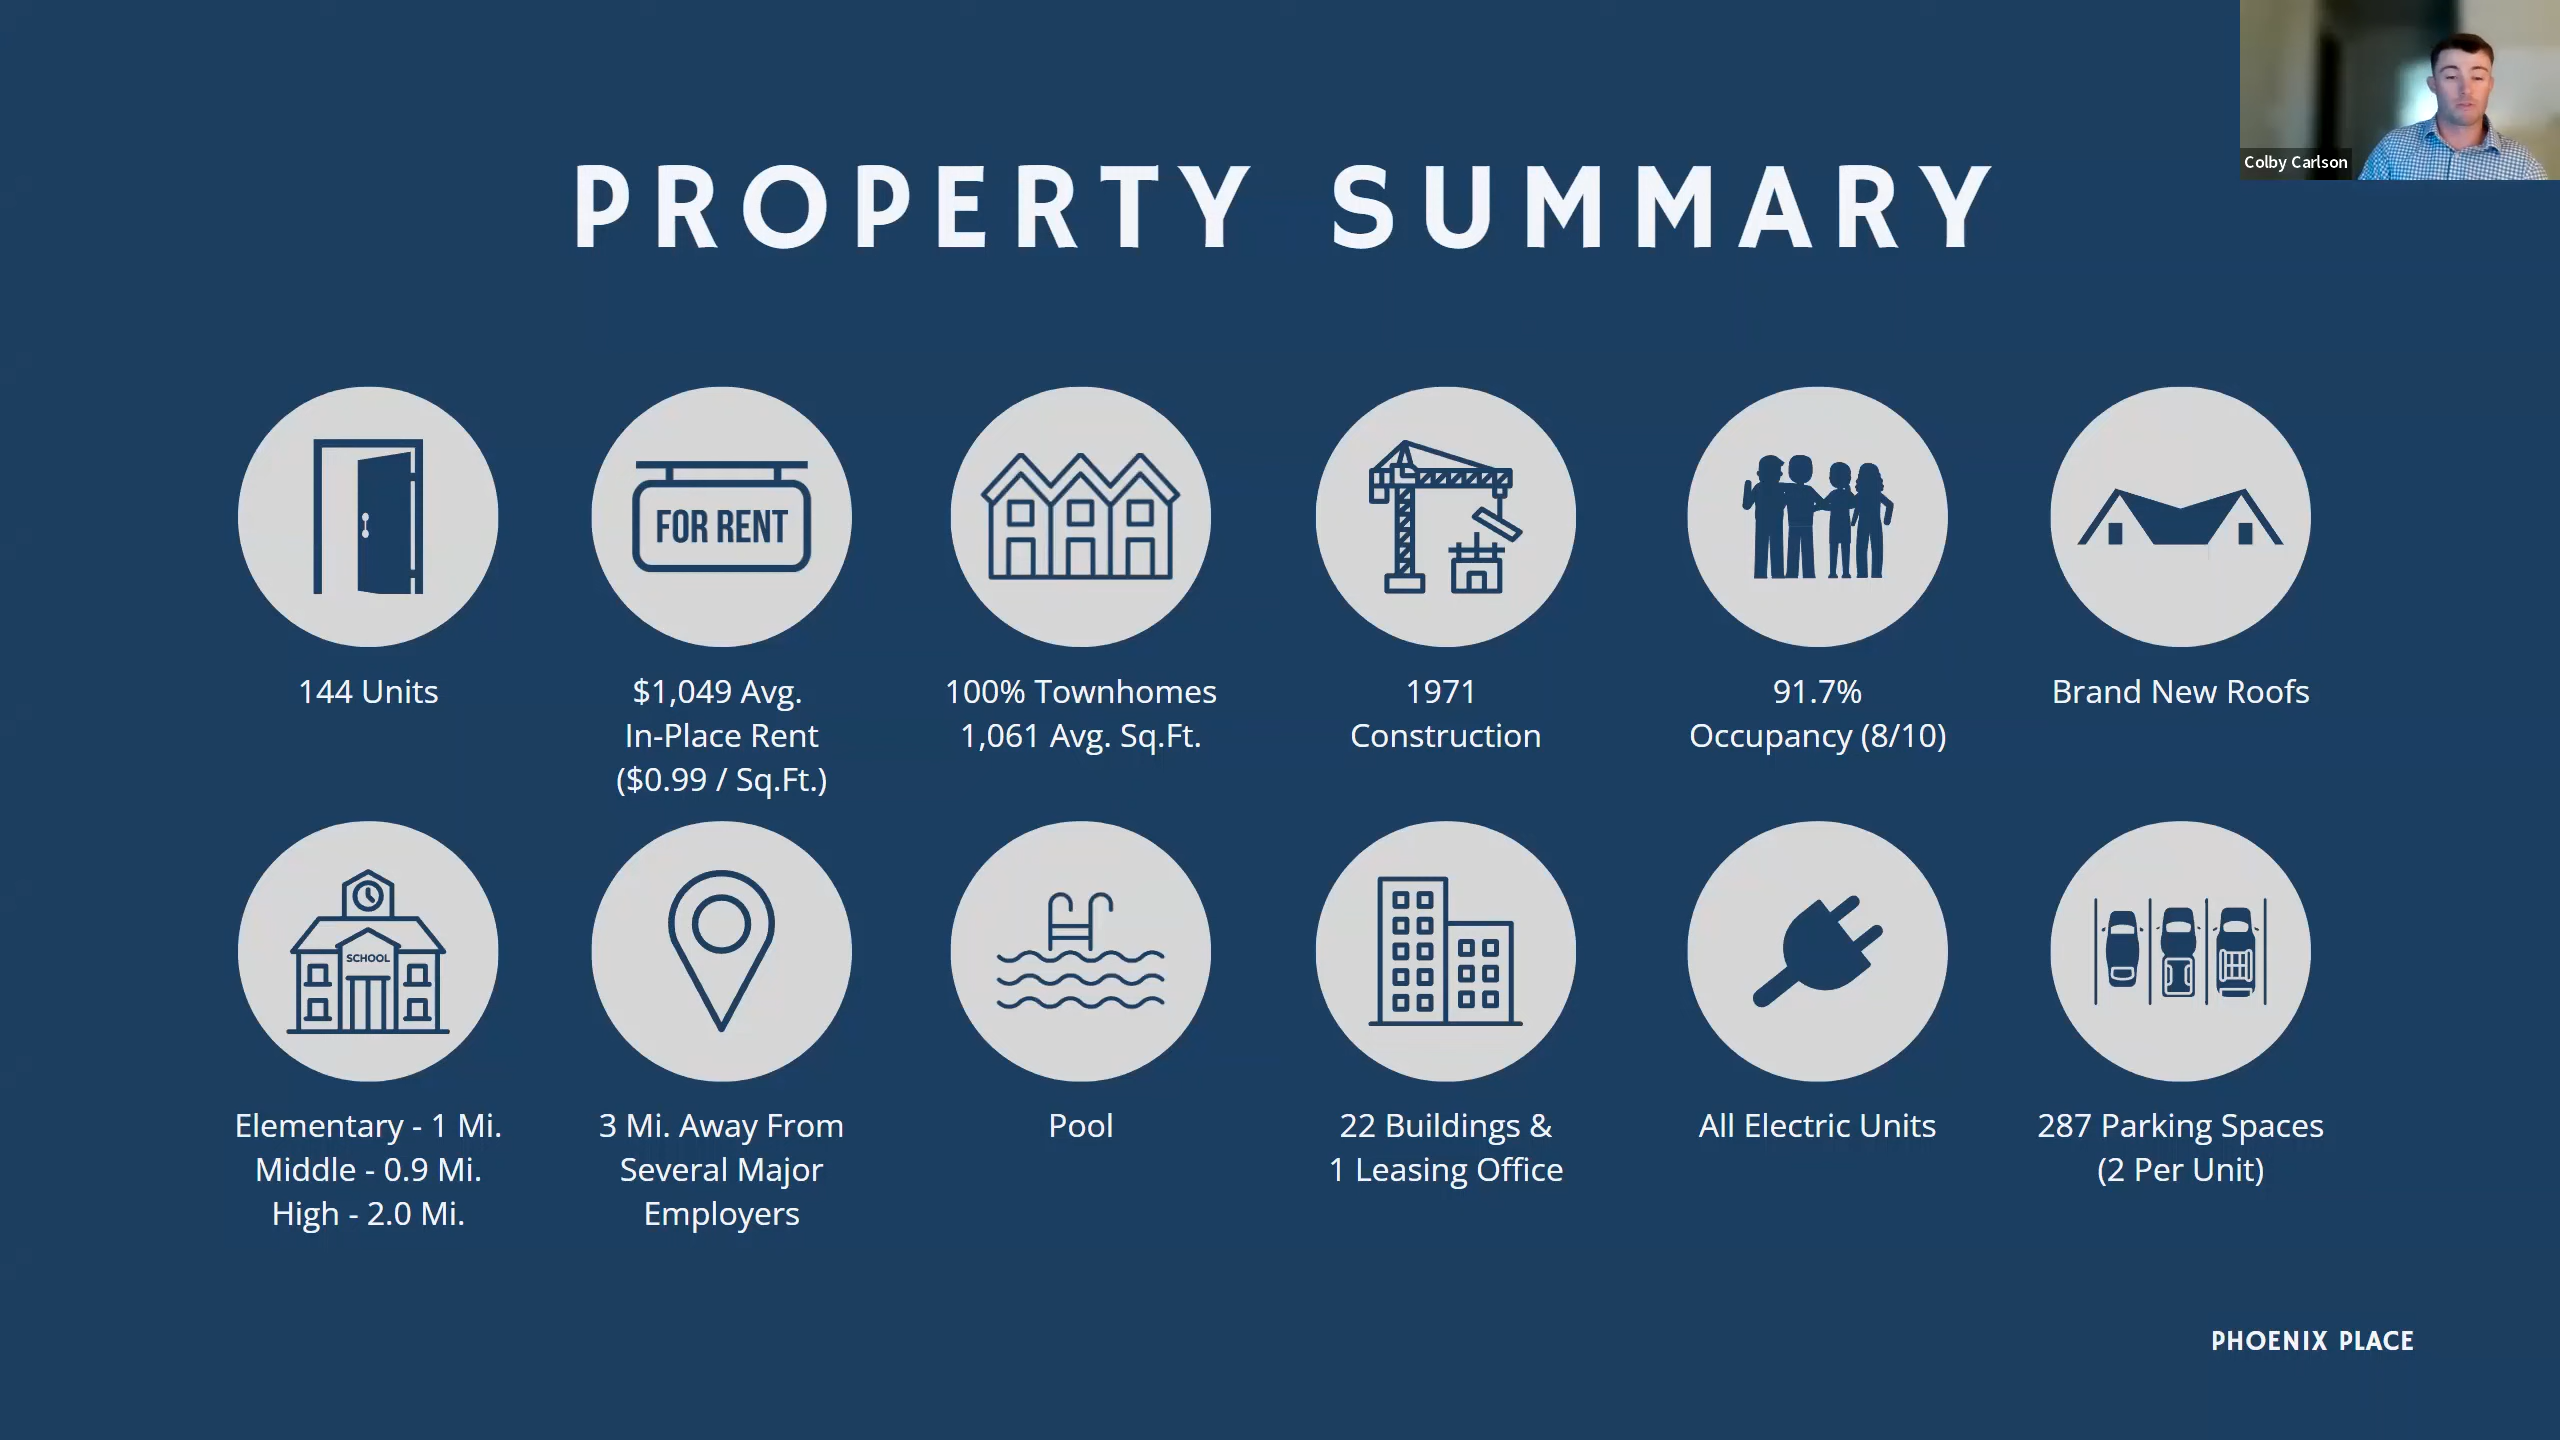 Colby Carlson
PROPERTY SUMMARY
FOR RENT
144 Units
$1,049 Avg.
In-Place Rent
($0.99 / Sq.Ft.)
100% Townhomes
1,061 Avg. Sq.Ft.
1971
Construction
91.7%
Occupancy (8/10)
Brand New Roofs
SCHOOL
Elementary - 1 Mi.
Middle - 0.9 Mi.
High - 2.0 Mi.
3 Mi. Away From
Several Major
Employers
Pool
22 Buildings &
1 Leasing Office
All Electric Units
287 Parking Spaces
(2 Per Unit)
PHOENIX PLACE